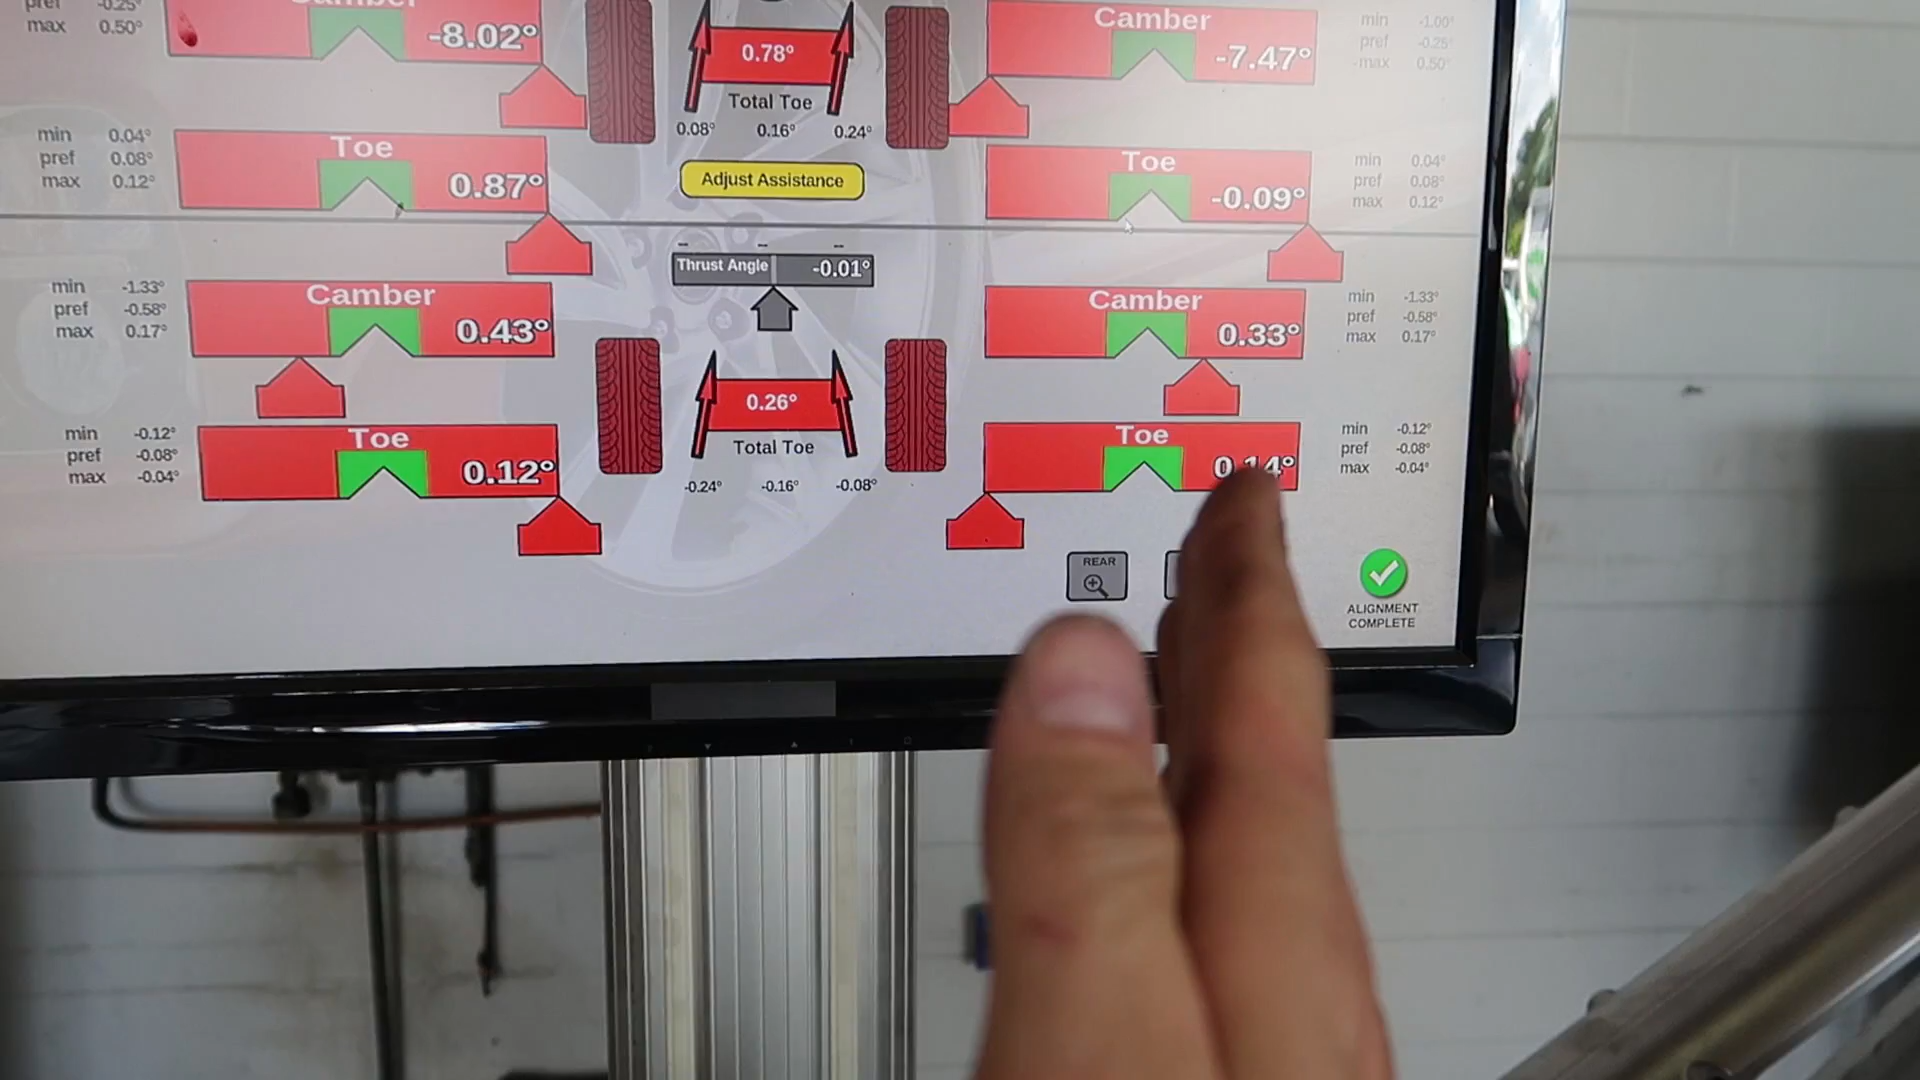 pref -0.25°
max 0.50°
Camber
-8.02°
0.78°
Total Toe
0.08° 0.16° 0.24°
Camber
-7.47°
min -1.00°
pref -0.25°
max 0.50°
min 0.04°
pref 0.08°
max 0.12°
Toe
0.87°
Adjust Assistance
Toe
-0.09°
min 0.04°
pref 0.08°
max 0.12°
-- -- --
Thrust Angle -0.01°
min -1.33°
pref -0.58°
max 0.17°
Camber
0.43°
Camber
0.33°
min -1.33°
pref -0.58°
max 0.17°
0.26°
Total Toe
-0.24° -0.16° -0.08°
min -0.12°
pref -0.08°
max -0.04°
Toe
0.12°
Toe
0.14°
min -0.12°
pref -0.08°
max -0.04°
REAR
ALIGNMENT
COMPLETE